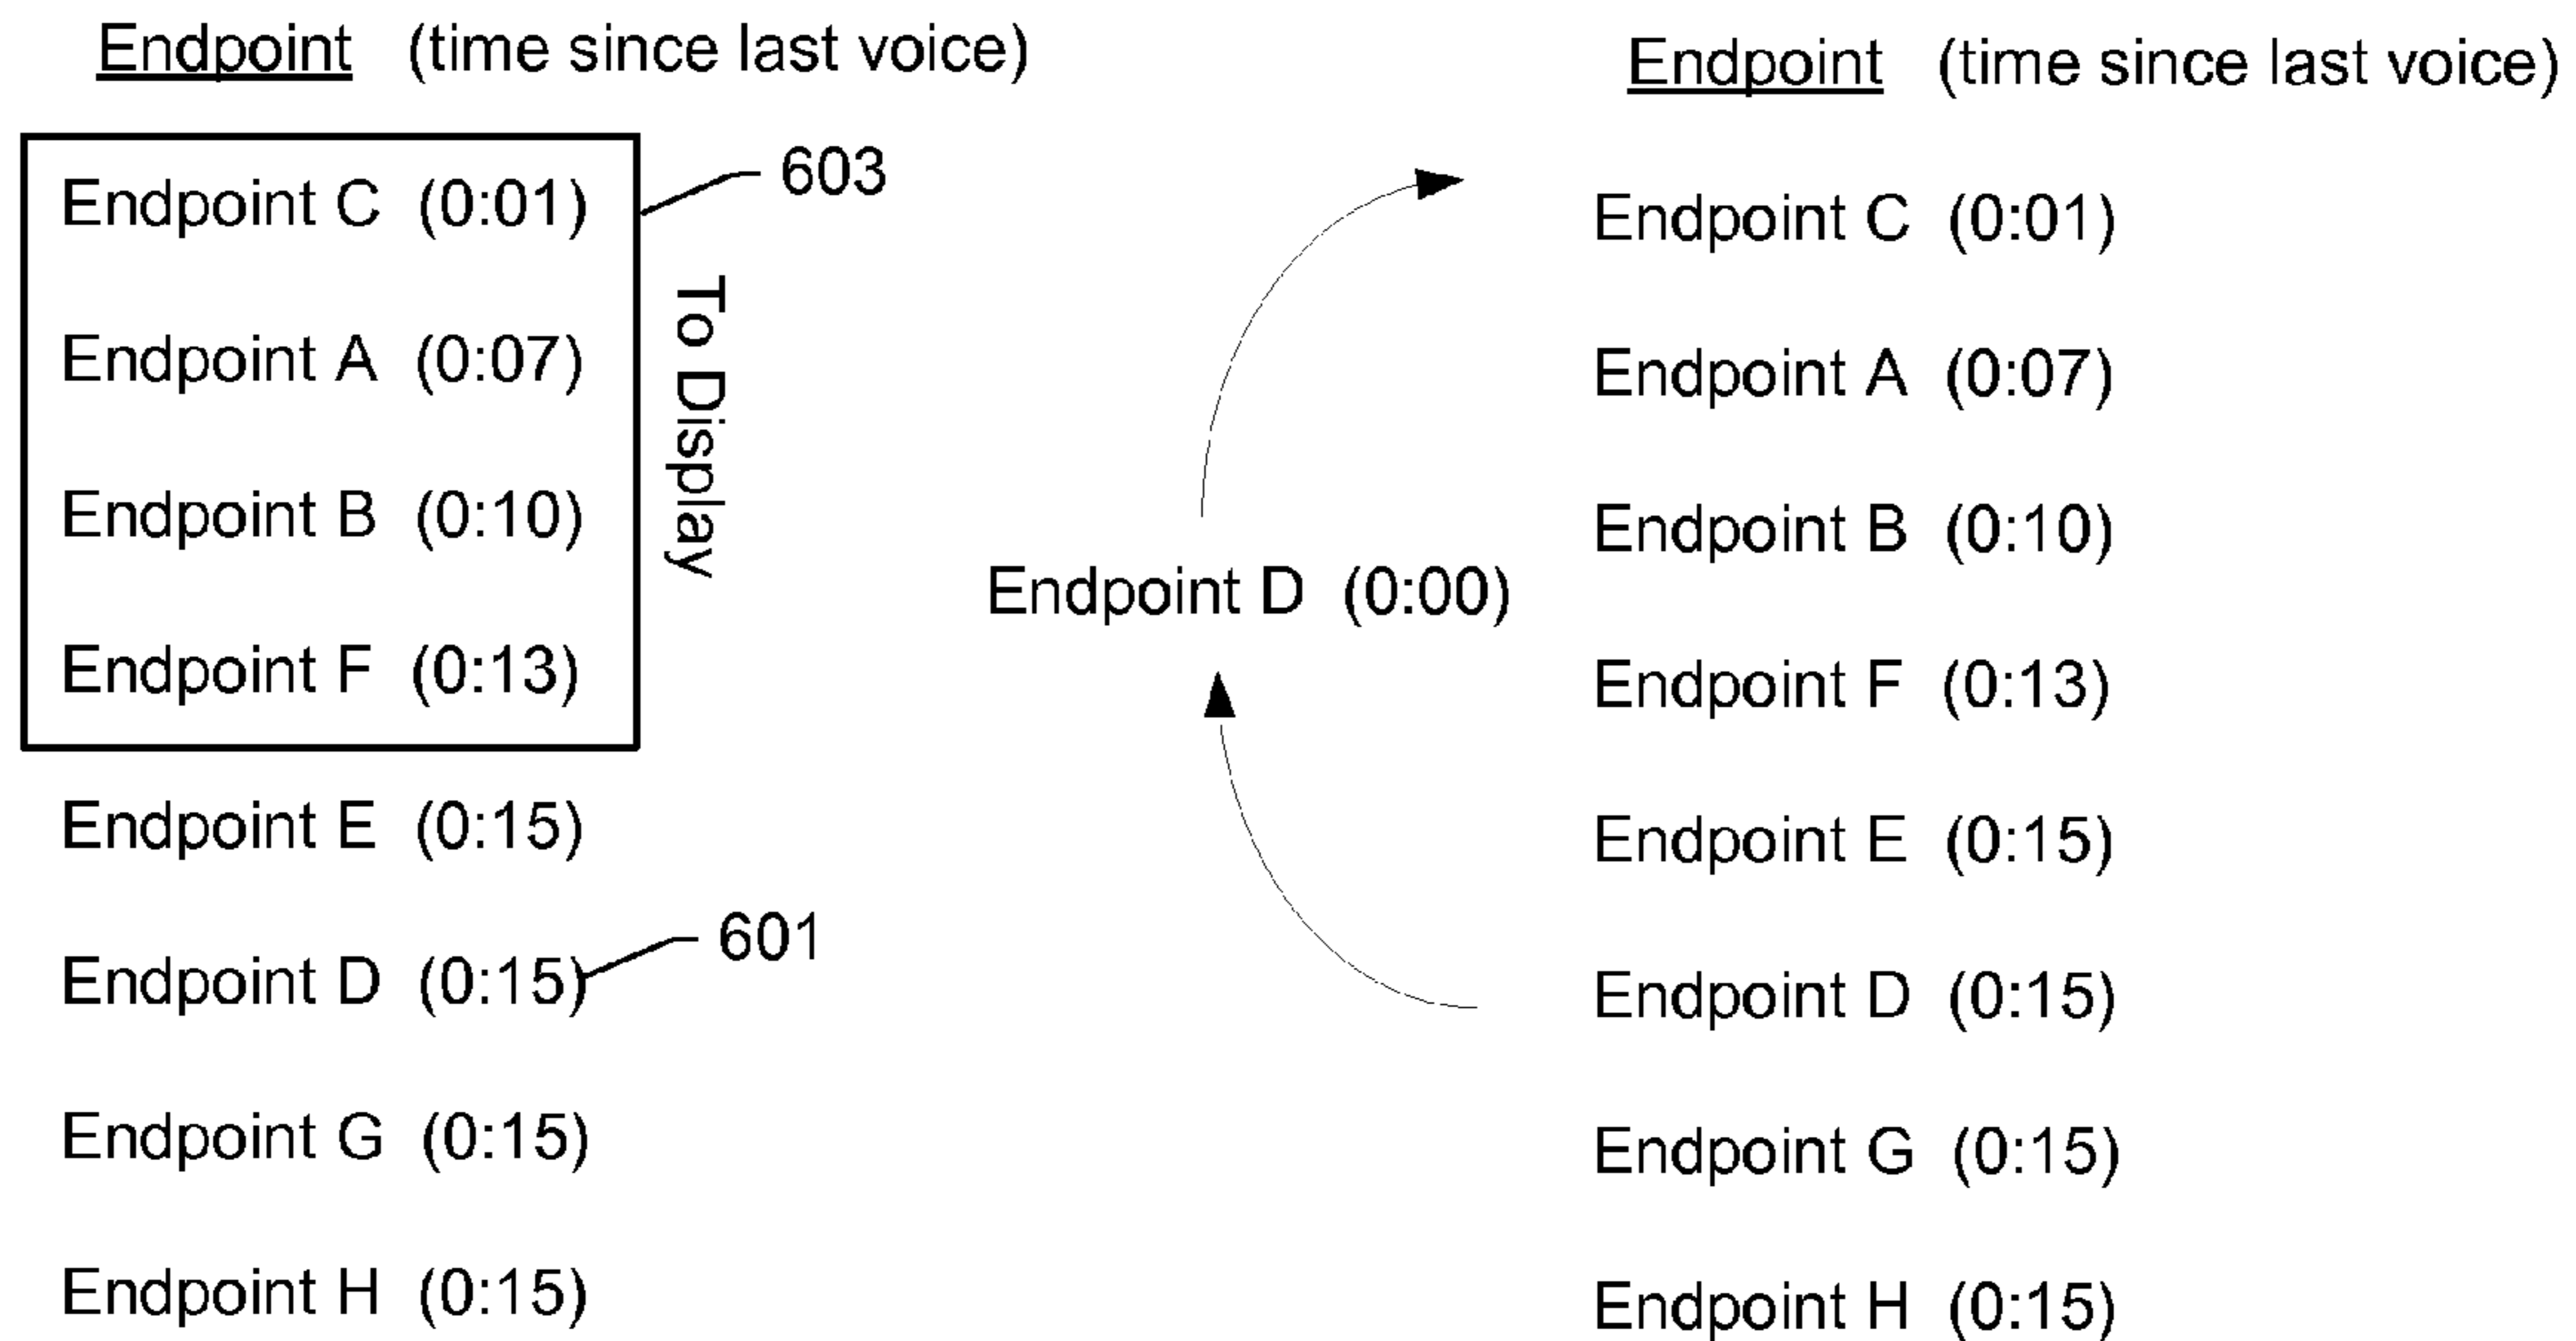 Endpoint (time since last voice)
Endpoint C (0:01)
603
Endpoint A (0:07)
To Display
Endpoint B (0:10)
Endpoint F (0:13)
Endpoint E (0:15)
Endpoint D (0:15)
601
Endpoint G (0:15)
Endpoint H (0:15)
Endpoint D (0:00)
Endpoint (time since last voice)
Endpoint C (0:01)
Endpoint A (0:07)
Endpoint B (0:10)
Endpoint F (0:13)
Endpoint E (0:15)
Endpoint D (0:15)
Endpoint G (0:15)
Endpoint H (0:15)